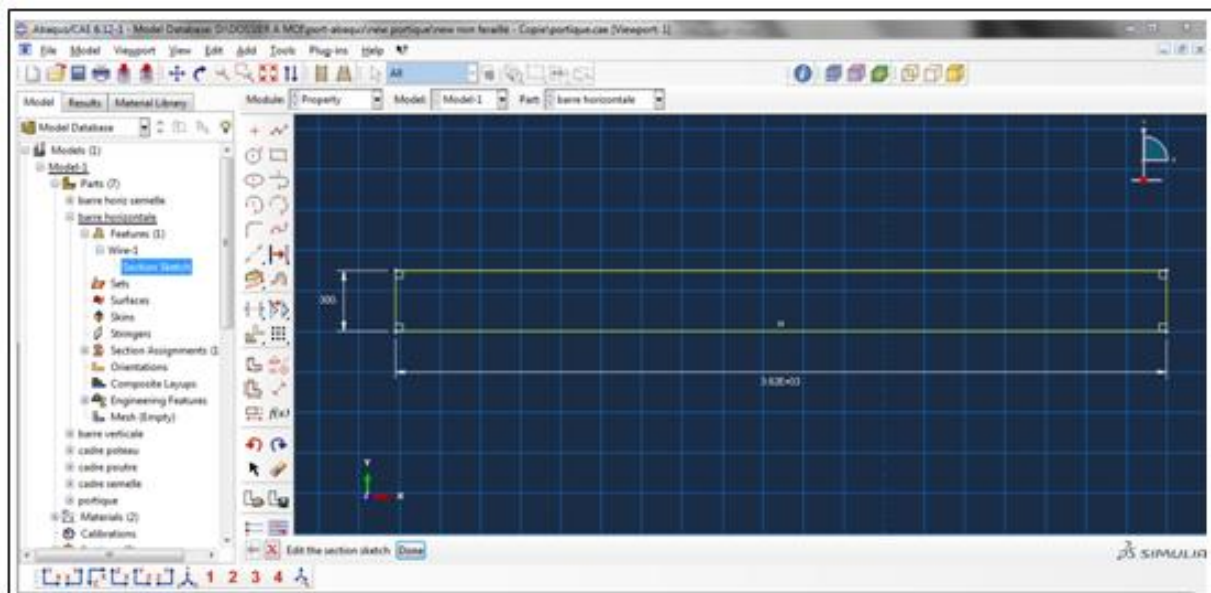 Abaqus/CAE 6.12-1 - Model Database: D:\DOSSIER A MOI\port-abaqu\new portique\new non feraille - Copie\portique.cae [Viewport: 1]
File Model Viewport View Edit Add Tools Plug-ins Help
All
Model Results Material Library Module: Property Model: Model-1 Part: barre horizontale
Model Database
Models (1)
Model-1
Parts (7)
barre horiz semelle
barre horizontale
Features (1)
Wire-1
Section Sketch
Sets
Surfaces
Skins
300.
Stringers
Section Assignments (1
Orientations
3.92E+03
Composite Layups
Engineering Features
Mesh (Empty)
f(x)
barre verticale
cadre poteau
cadre poutre
cadre semelle
Y
X
portique
Materials (2)
Calibrations
Edit the section sketch Done
SIMULIA
1 2 3 4